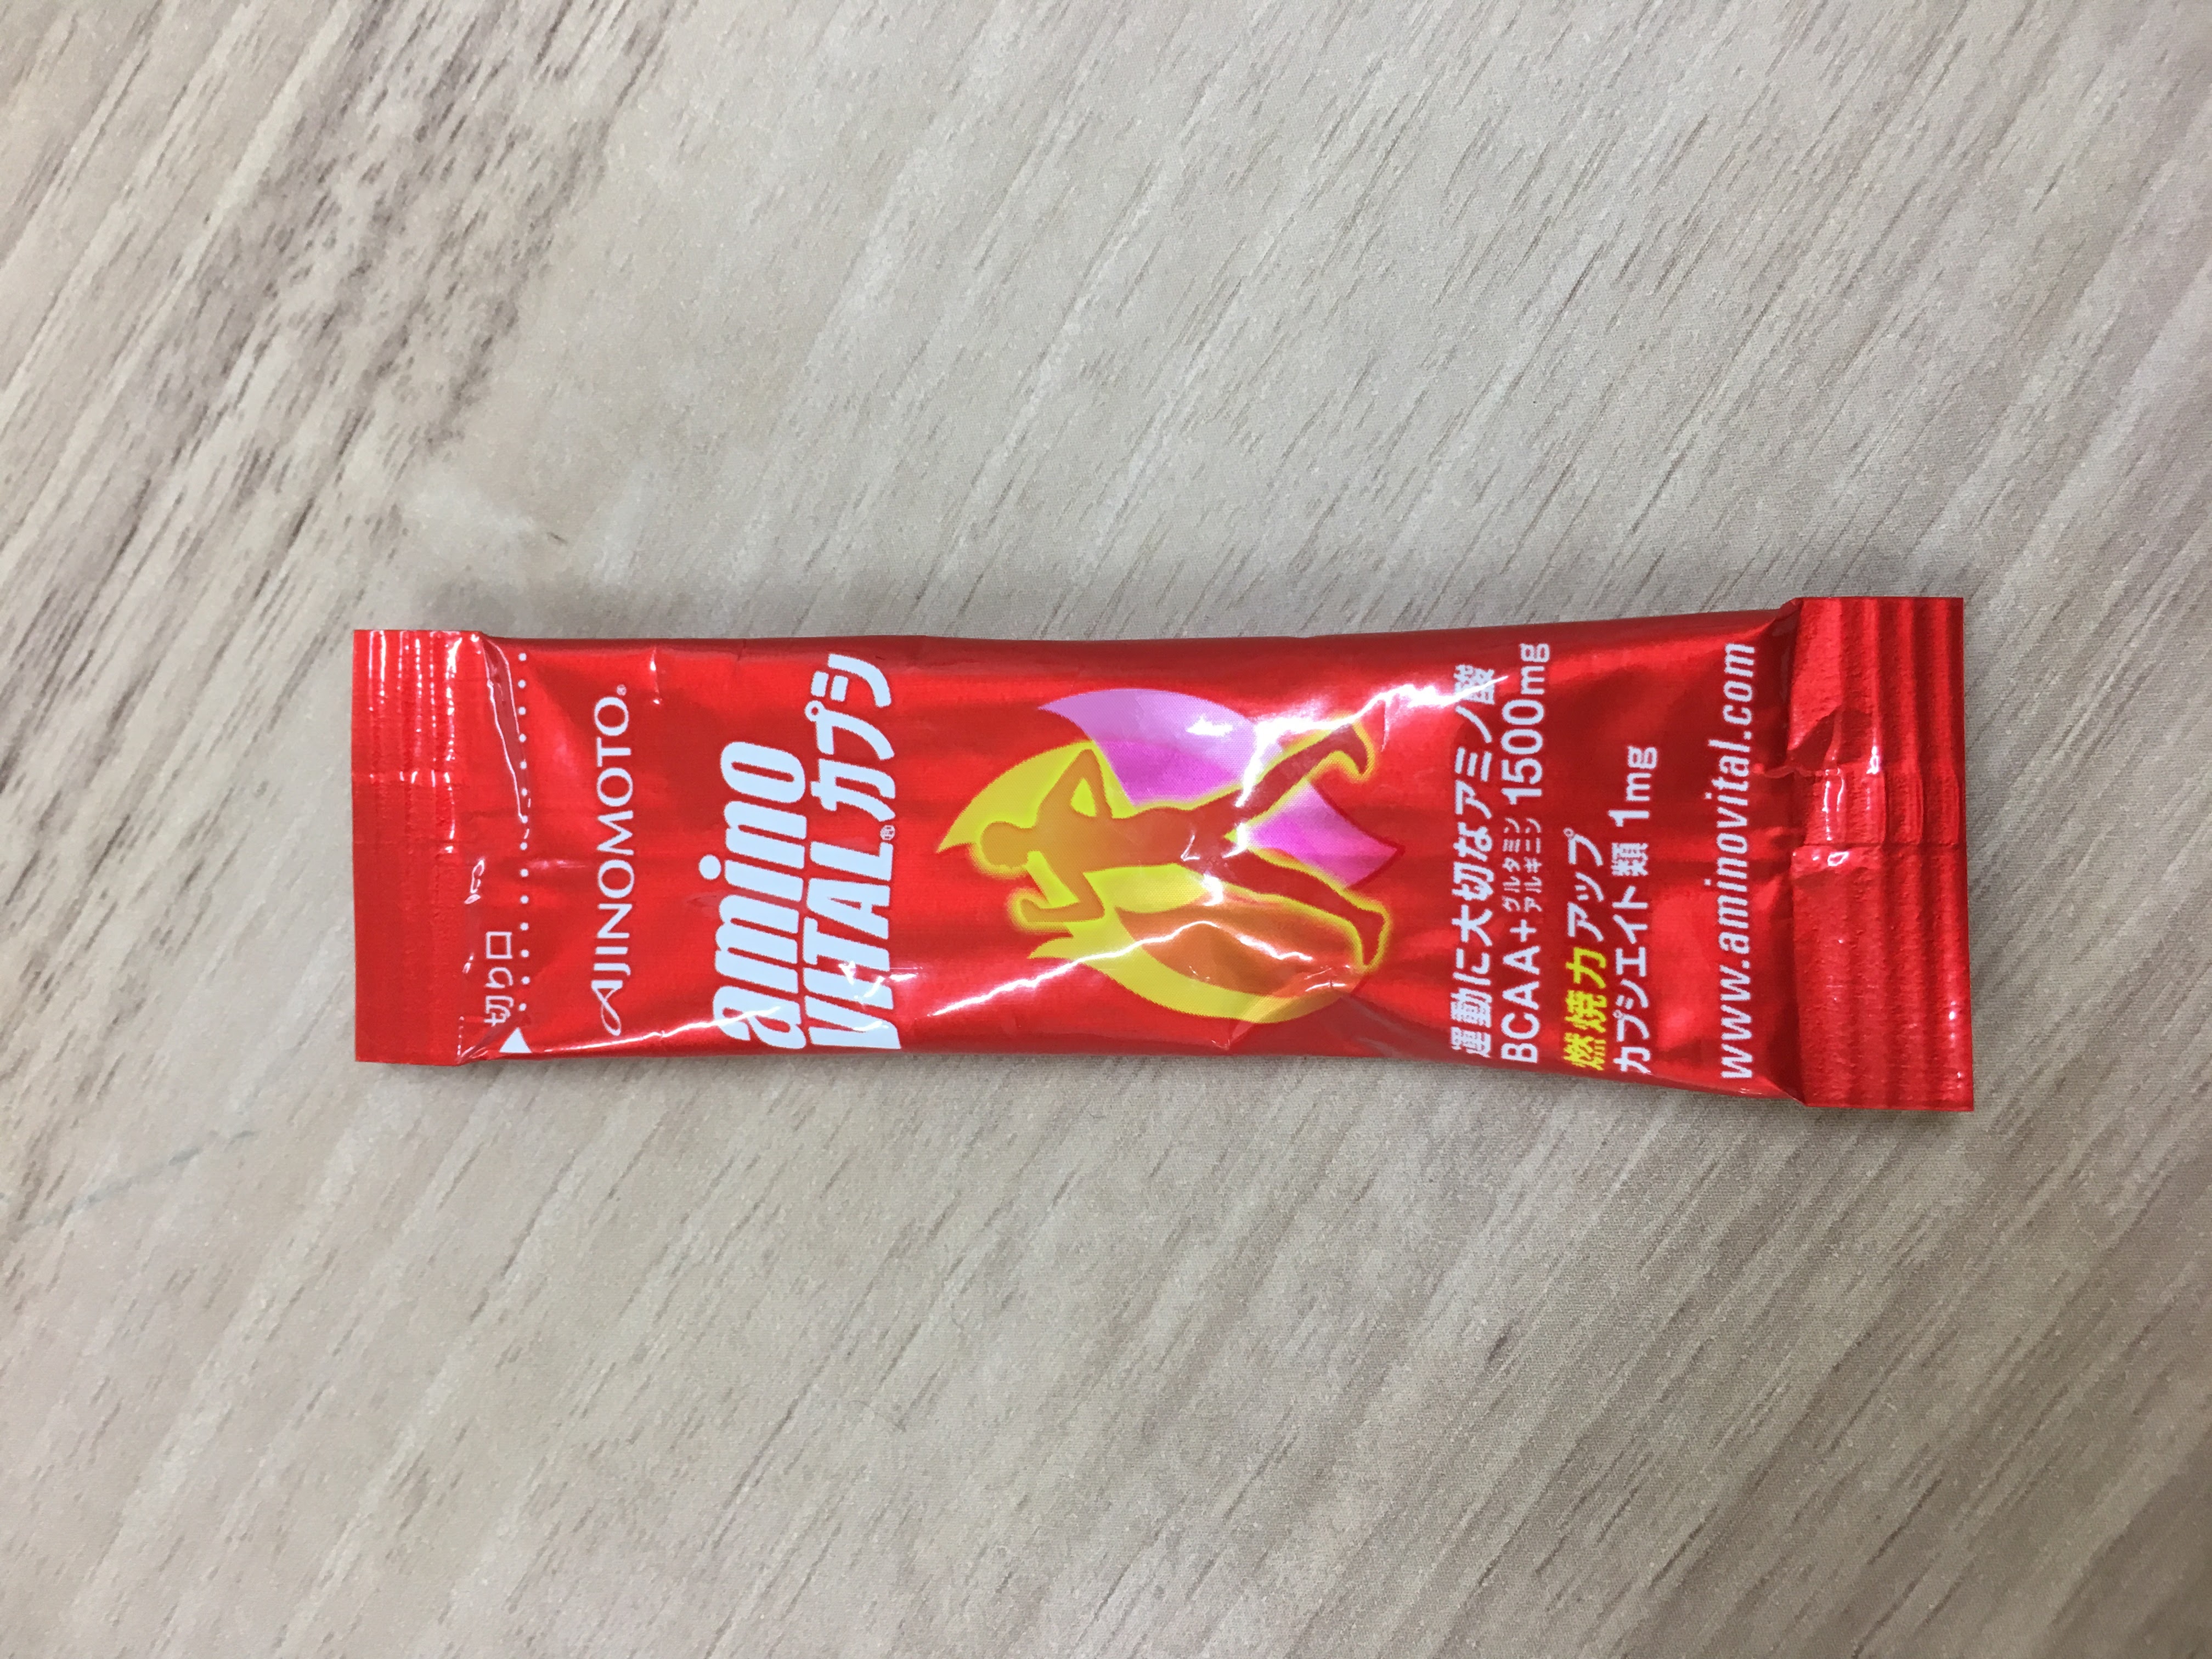 切り口
AJINOMOTO®
amino
VITAL®カプシ
運動に大切なアミノ酸
BCAA+グルタミン アルギニン 1500mg
燃焼力アップ
カプシエイト類 1mg
www.aminovital.com